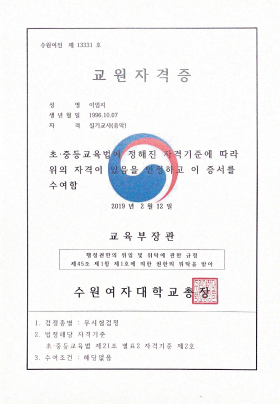 수원여전 제 13331 호
교원자격증
성 명 이명지
생년월일 1996.10.07
자 격 실기교사(음악)
초·중등교육법이 정해진 자격기준에 따라
위의 자격이 있음을 인정하고 이 증서를
수여함
2019 년 2 월 12 일
교육부장관
행정권한의 위임 및 위탁에 관한 규정
제45조 제1항 제1호에 의한 권한의 위탁을 받아
수원여자대학교총장
1. 검정종별 : 무시험검정
2. 법정해당 자격기준
초·중등교육법 제21조 별표2 자격기준 제2호
3. 수여조건 : 해당없음